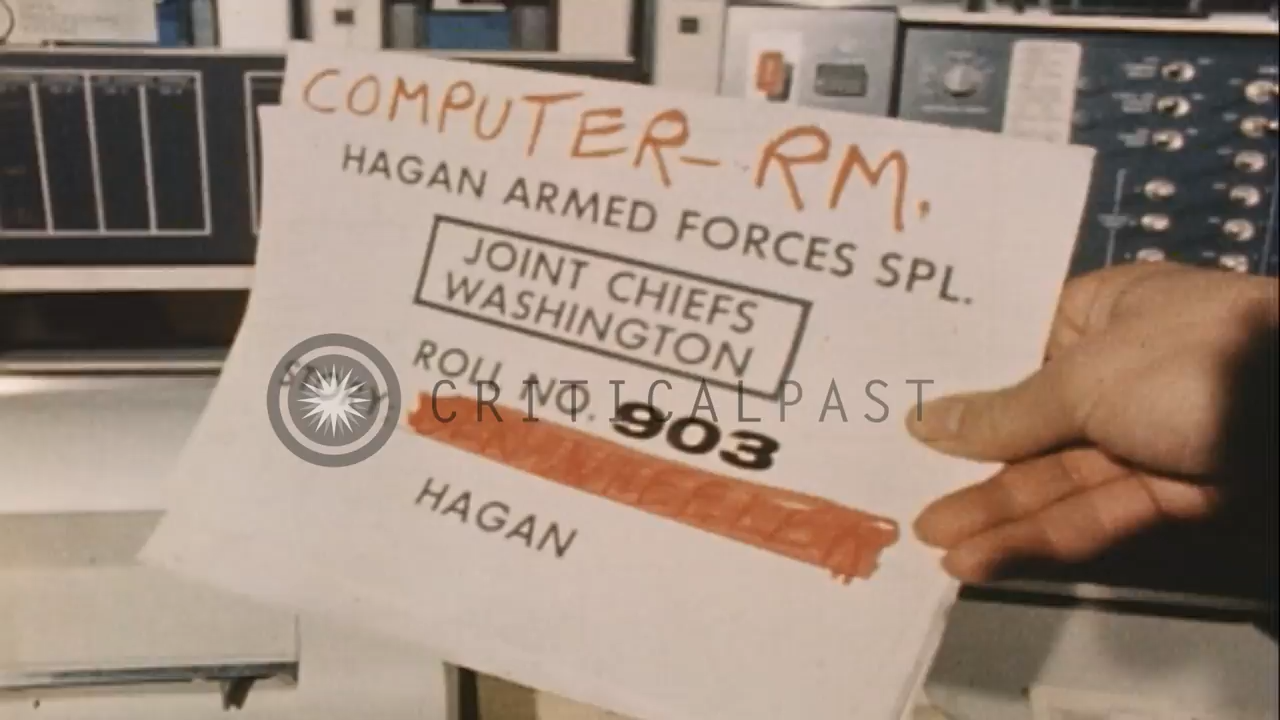 COMPUTER-RM.
HAGAN ARMED FORCES SPL.
JOINT CHIEFS
WASHINGTON
ROLL NO. 903
CRITICALPAST
HAGAN